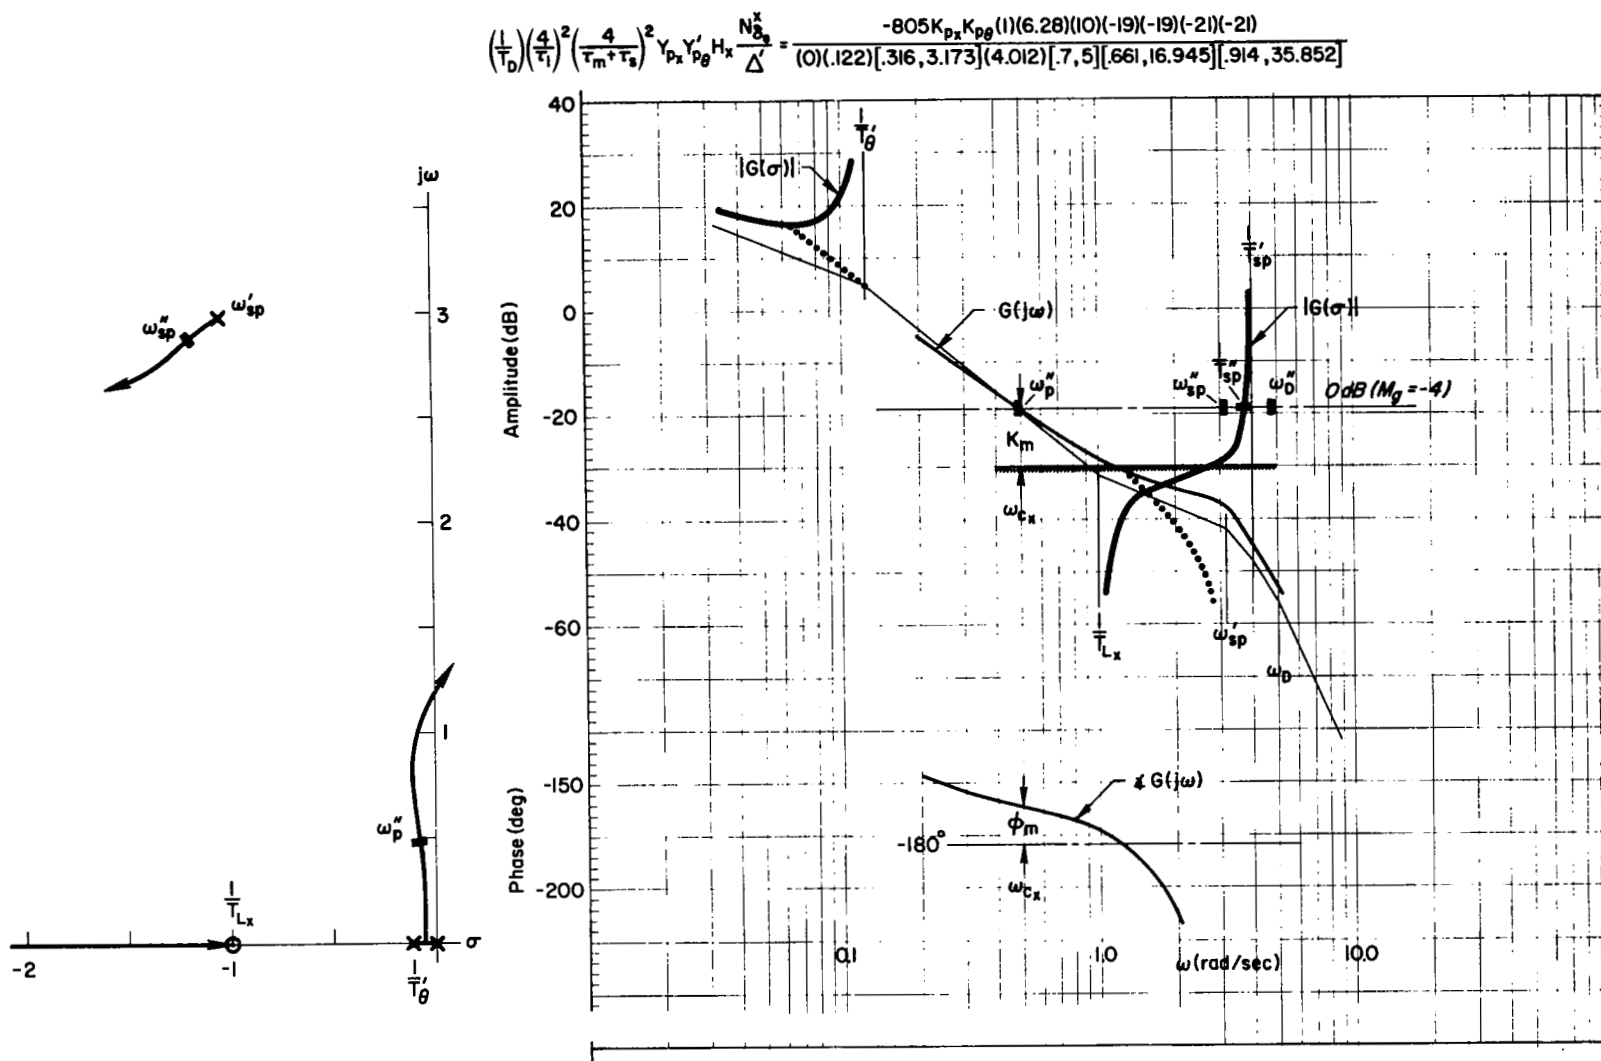 (1/T_D)(4/τ_1)²(4/(τ_m+τ_s))² Y_px Y'_pθ H_x N^x_δe/Δ' = -805K_px K_pθ(1)(6.28)(10)(-19)(-19)(-21)(-21) / (0)(.122)[.316,3.173](4.012)[.7,5][.661,16.945][.914,35.852]
jω
ω'_sp
ω''_sp
3
2
1
ω''_p
1/T_Lx
σ
-2
-1
1/T'_θ
Amplitude (dB)
40
20
0
-20
-40
-60
1/T'_θ
|G(σ)|
G(jω)
1/T'_sp
|G(σ)|
ω''_p
ω''_sp
1/T''_sp
ω''_D
0 dB (M_g = -4)
K_m
ω_cx
1/T_Lx
ω'_sp
ω_D
Phase (deg)
-150
-200
∡ G(jω)
ϕ_m
-180°
ω_cx
0.1
1.0
10.0
ω (rad/sec)